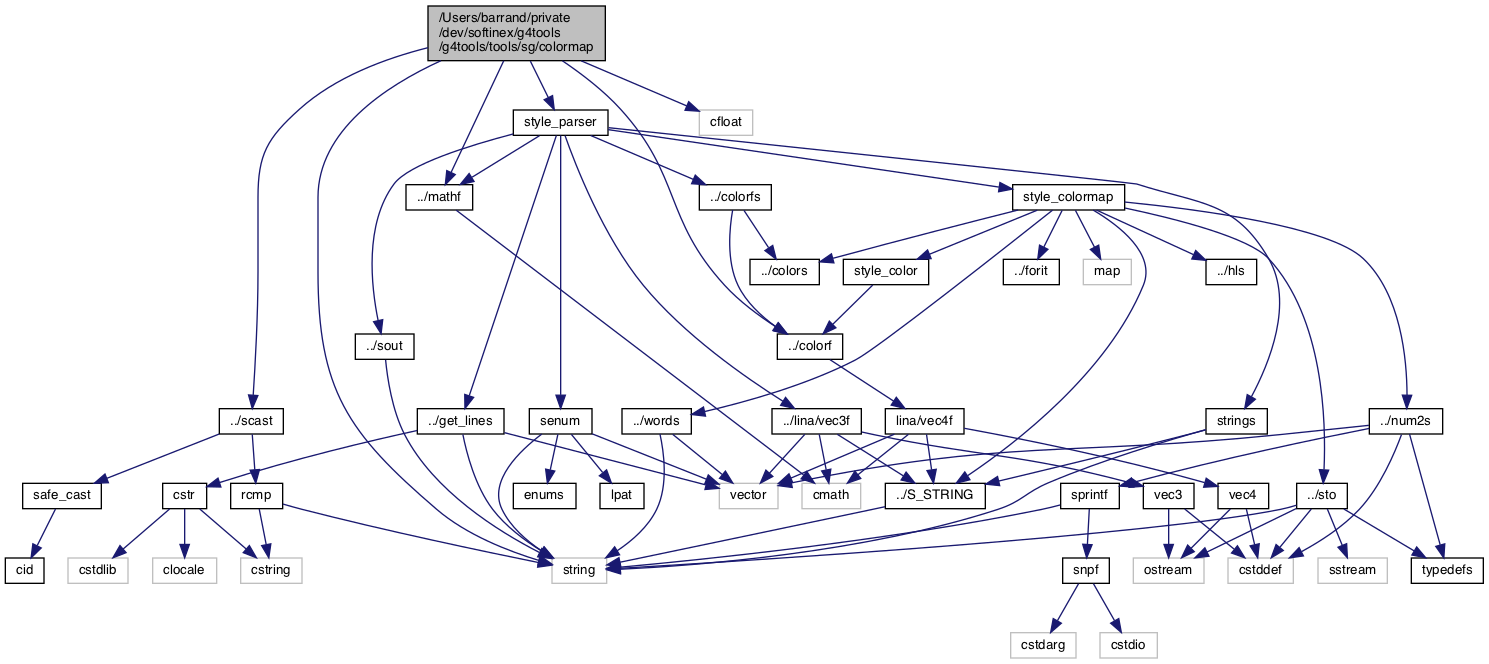 /Users/barrand/private
/dev/softinex/g4tools
/g4tools/tools/sg/colormap
style_parser
cfloat
../mathf
../colorfs
style_colormap
../colors
style_color
../forit
map
../hls
../sout
../colorf
../scast
../get_lines
senum
../words
../lina/vec3f
lina/vec4f
strings
../num2s
safe_cast
cstr
rcmp
enums
lpat
vector
cmath
../S_STRING
sprintf
vec3
vec4
../sto
cid
cstdlib
clocale
cstring
string
snpf
ostream
cstddef
sstream
typedefs
cstdarg
cstdio